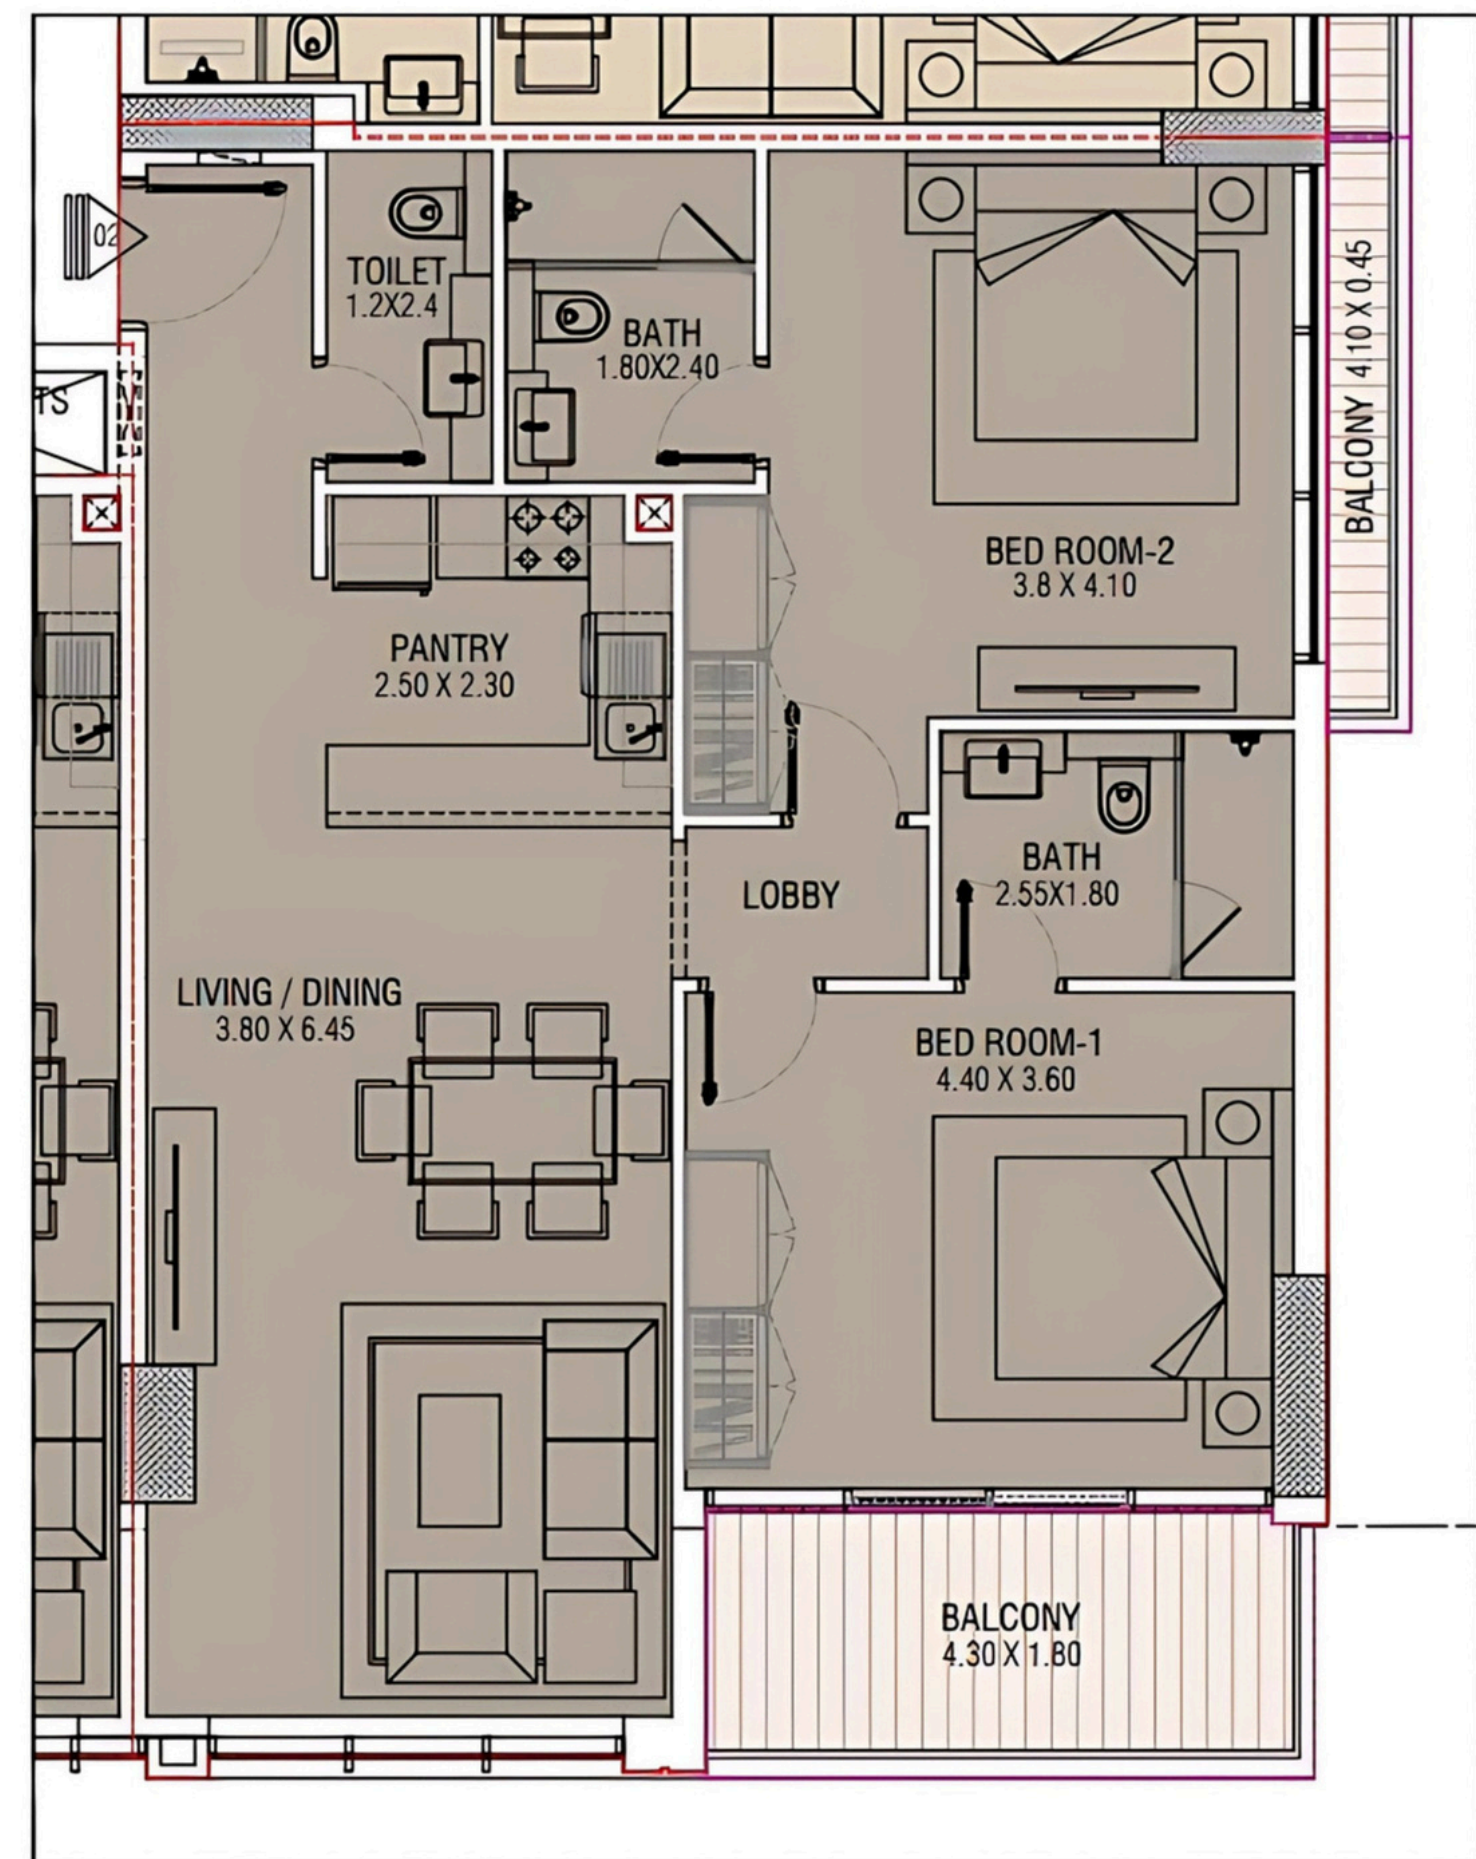 02
TOILET
1.2X2.4
BATH
1.80X2.40
BALCONY 4.10 X 0.45
TS
BED ROOM-2
3.8 X 4.10
PANTRY
2.50 X 2.30
BATH
2.55X1.80
LOBBY
LIVING / DINING
3.80 X 6.45
BED ROOM-1
4.40 X 3.60
BALCONY
4.30 X 1.80